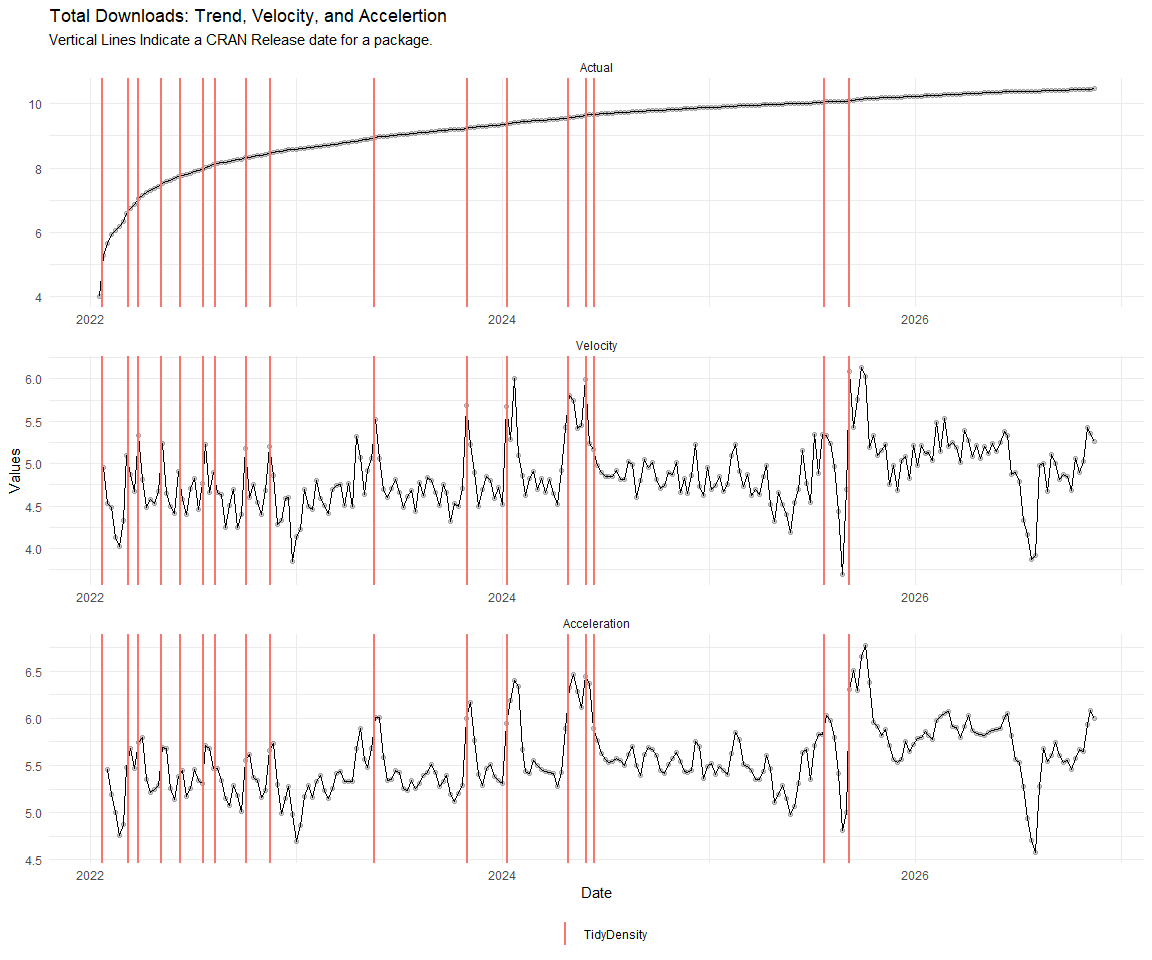 Total Downloads: Trend, Velocity, and Accelertion
Vertical Lines Indicate a CRAN Release date for a package.
Actual
10
8
6
4
2022
2024
2026
Velocity
6.0
5.5
5.0
4.5
4.0
2022
2024
2026
Values
Acceleration
6.5
6.0
5.5
5.0
4.5
2022
2024
2026
Date
TidyDensity